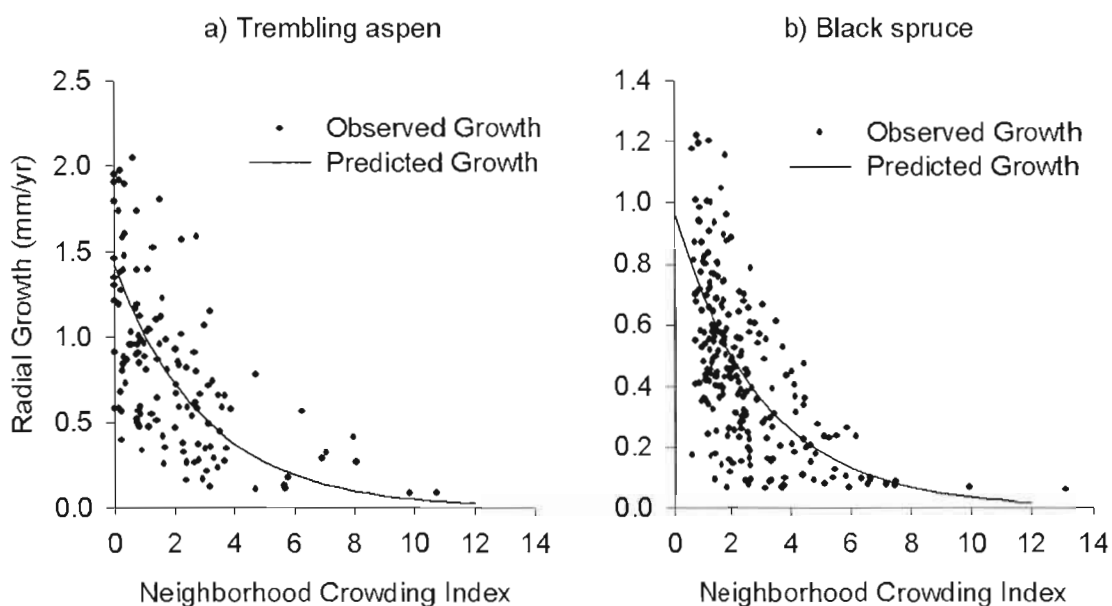 a) Trembling aspen
2.5
2.0
1.5
1.0
0.5
0.0
Radial Growth (mm/yr)
Observed Growth
Predicted Growth
0 2 4 6 8 10 12 14
Neighborhood Crowding Index
b) Black spruce
1.4
1.2
1.0
0.8
0.6
0.4
0.2
0.0
Observed Growth
Predicted Growth
0 2 4 6 8 10 12 14
Neighborhood Crowding Index